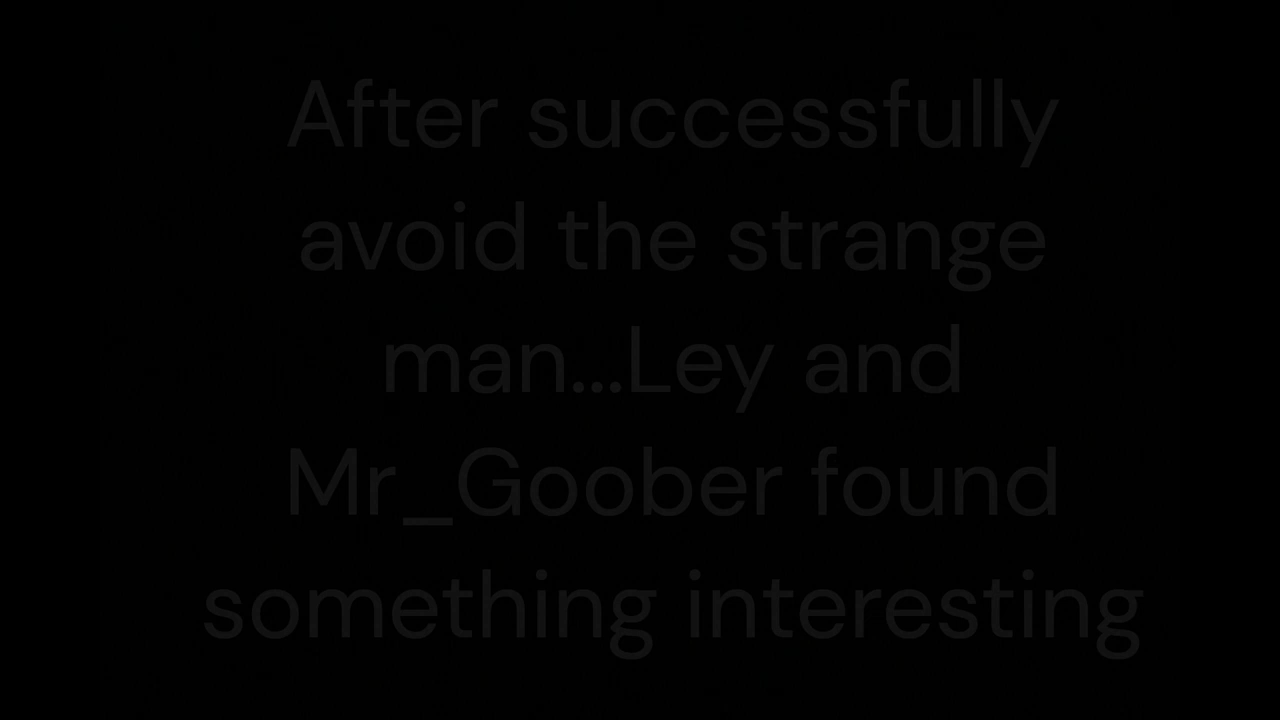 After successfully
avoid the strange
man...Ley and
Mr_Goober found
something interesting